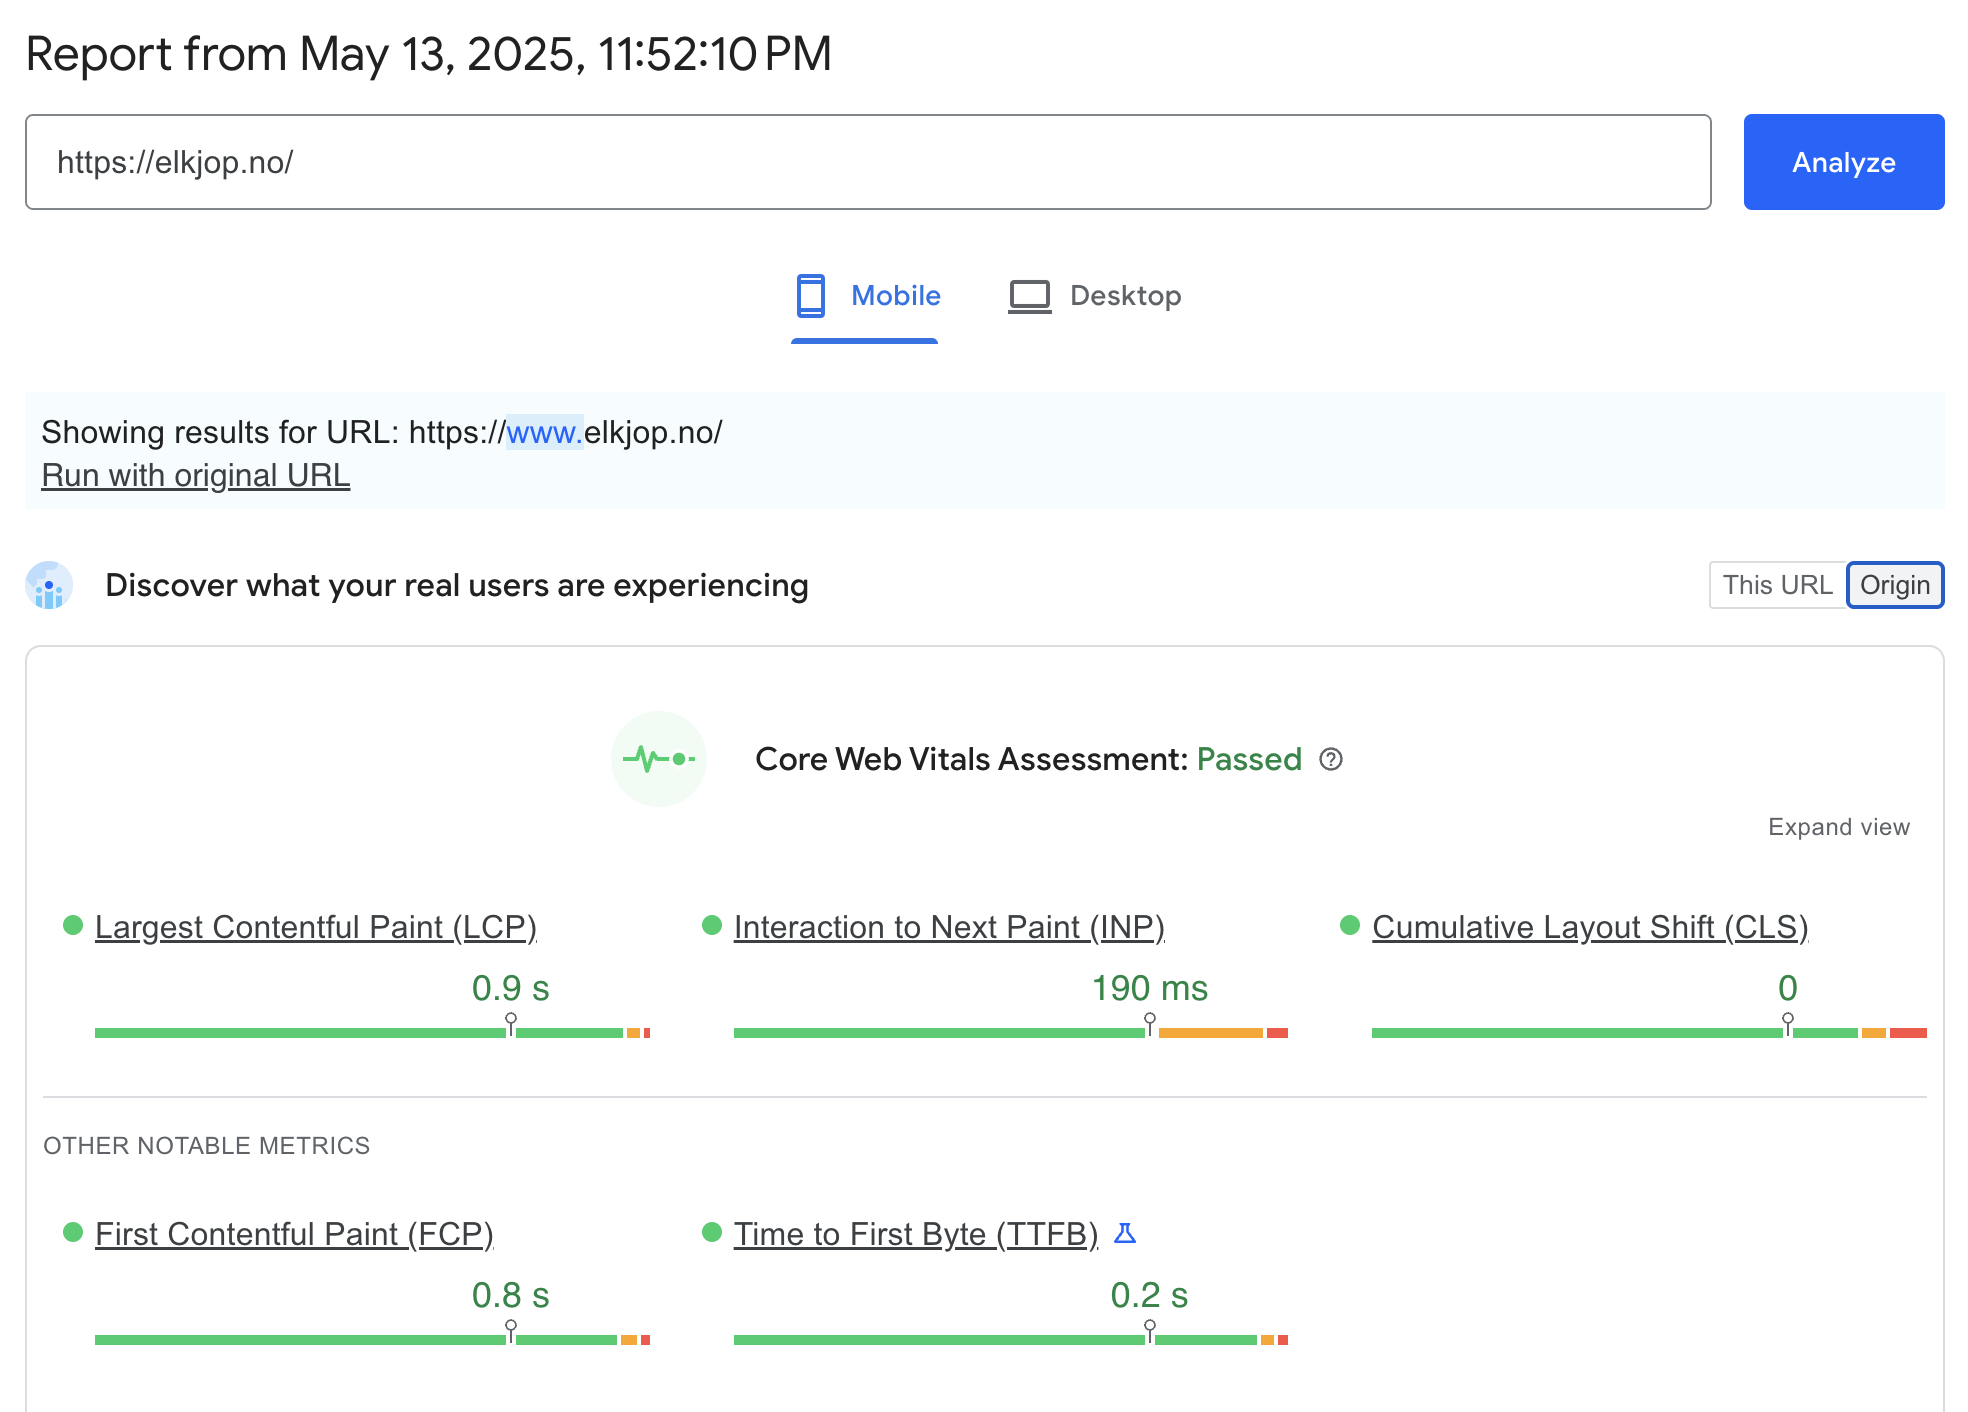 Report from May 13, 2025, 11:52:10 PM
https://elkjop.no/
Analyze
Mobile
Desktop
Showing results for URL: https://www.elkjop.no/
Run with original URL
Discover what your real users are experiencing
This URL
Origin
Core Web Vitals Assessment: Passed
Expand view
Largest Contentful Paint (LCP)
0.9 s
Interaction to Next Paint (INP)
190 ms
Cumulative Layout Shift (CLS)
0
OTHER NOTABLE METRICS
First Contentful Paint (FCP)
0.8 s
Time to First Byte (TTFB)
0.2 s